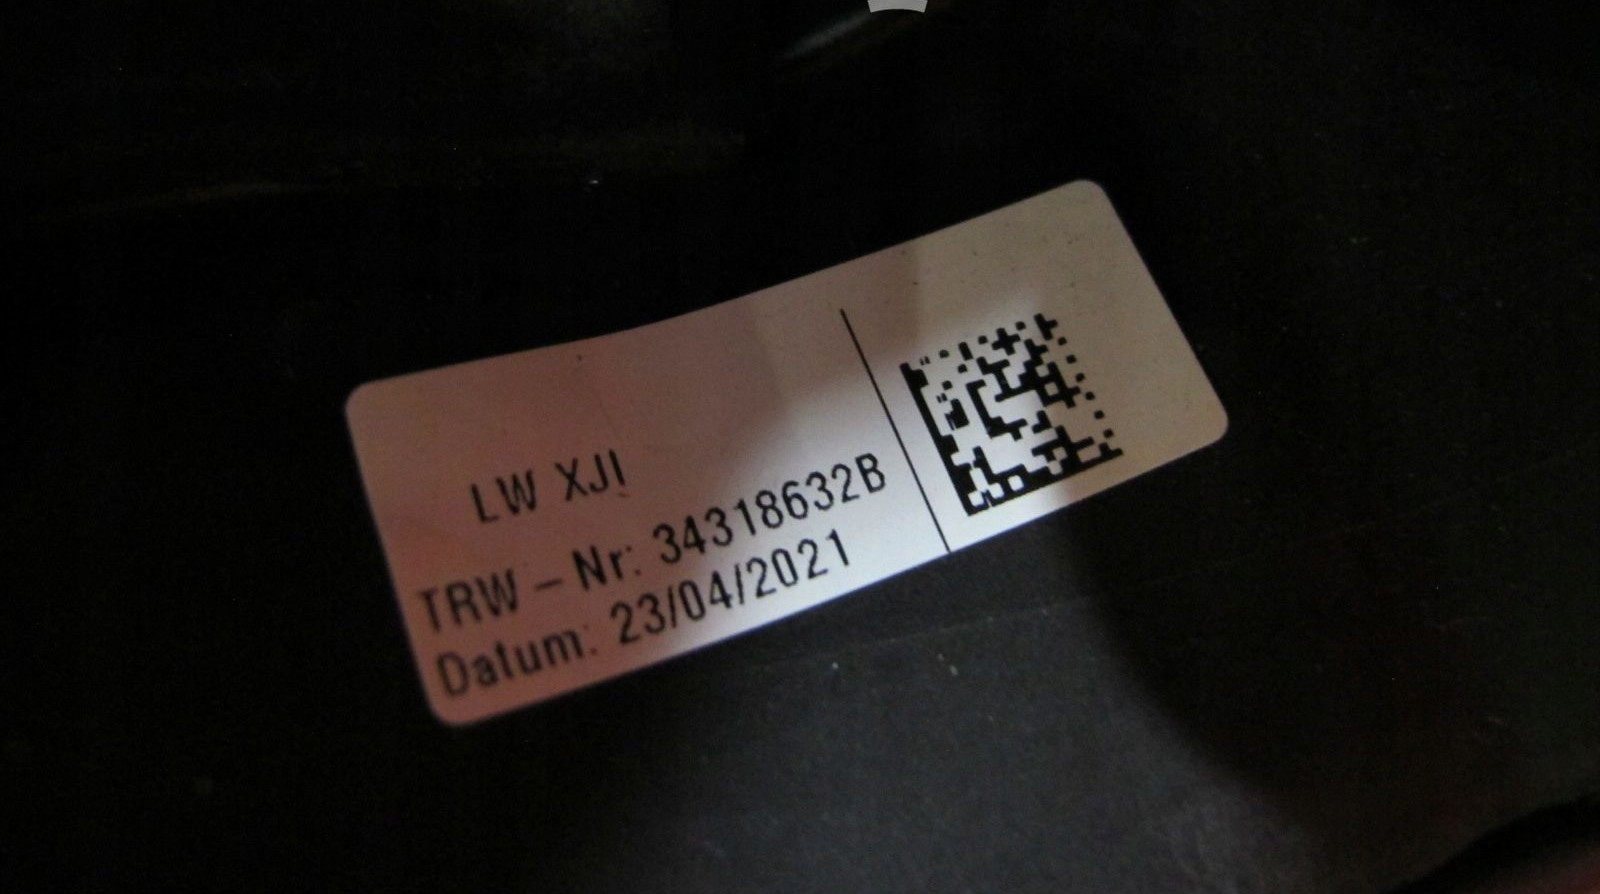 LW XJI
TRW - Nr: 34318632B
Datum: 23/04/2021